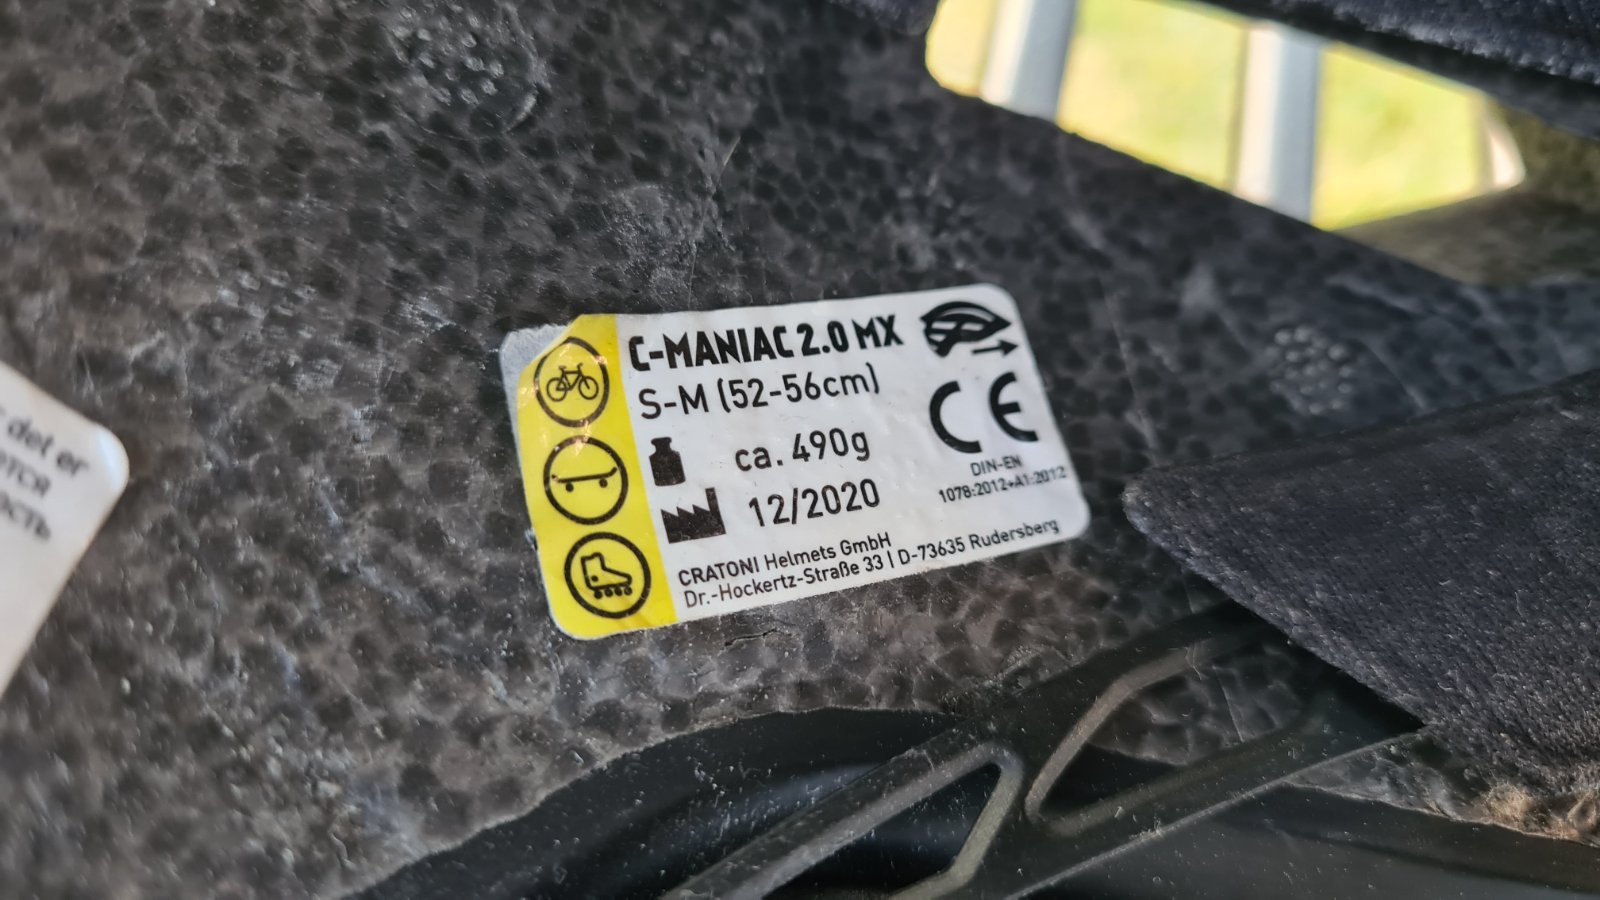 C-MANIAC 2.0 MX
S-M (52-56cm)
ca. 490g
12/2020
CE
DIN-EN
1078:2012+A1:2012
CRATONI Helmets GmbH
Dr.-Hockertz-Straße 33 | D-73635 Rudersberg
det er